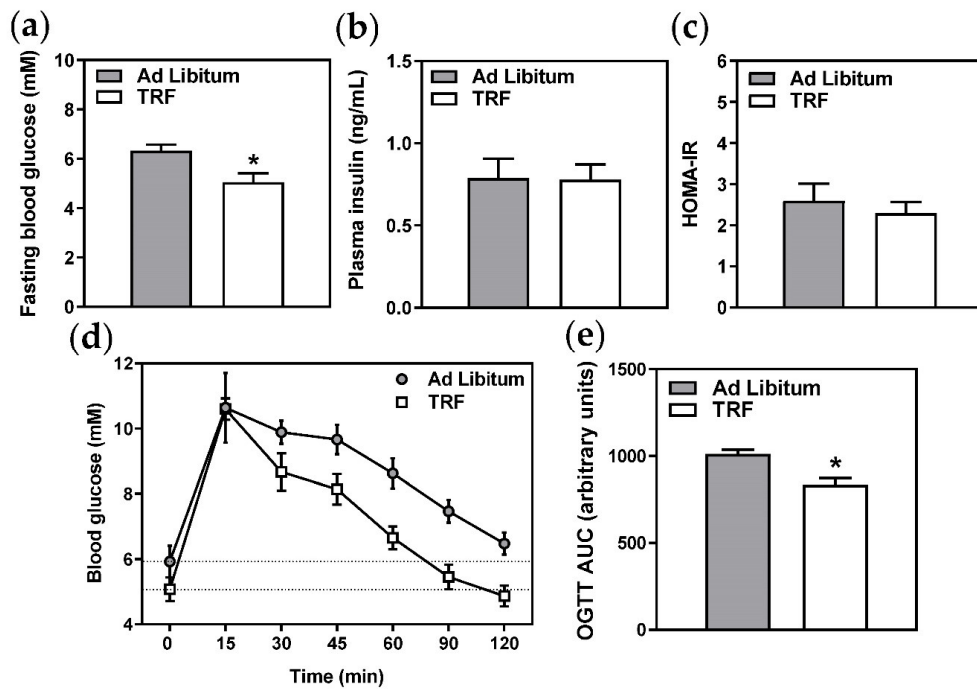 (a)
Fasting blood glucose (mM)
10
8
6
4
2
0
Ad Libitum
TRF
*
(b)
Plasma insulin (ng/mL)
1.5
1.0
0.5
0.0
Ad Libitum
TRF
(c)
HOMA-IR
6
5
4
3
2
1
0
Ad Libitum
TRF
(d)
Blood glucose (mM)
12
10
8
6
4
Ad Libitum
TRF
0 15 30 45 60 90 120
Time (min)
(e)
OGTT AUC (arbitrary units)
1500
1000
500
0
Ad Libitum
TRF
*